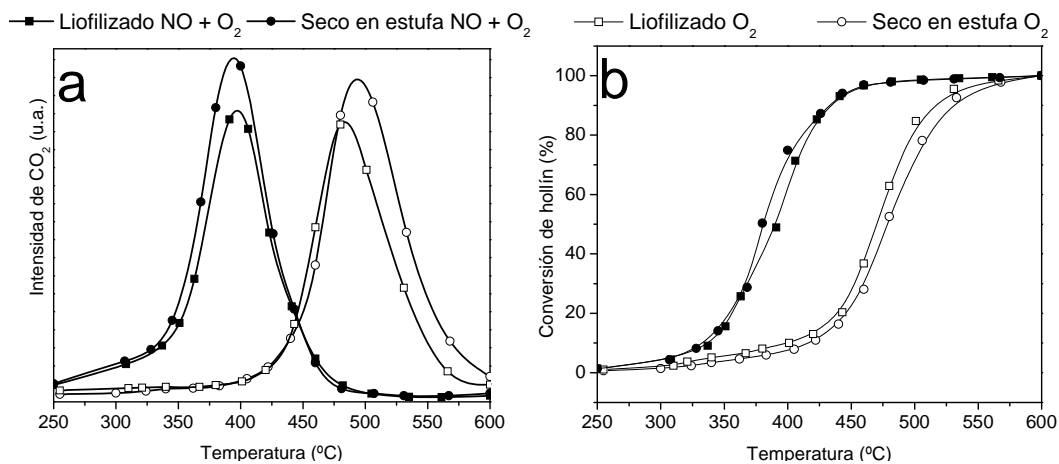 Liofilizado NO + O₂ Seco en estufa NO + O₂ Liofilizado O₂ Seco en estufa O₂
a
Intensidad de CO₂ (u.a.)
250 300 350 400 450 500 550 600
Temperatura (ºC)
b
Conversión de hollín (%)
100
80
60
40
20
0
250 300 350 400 450 500 550 600
Temperatura (ºC)